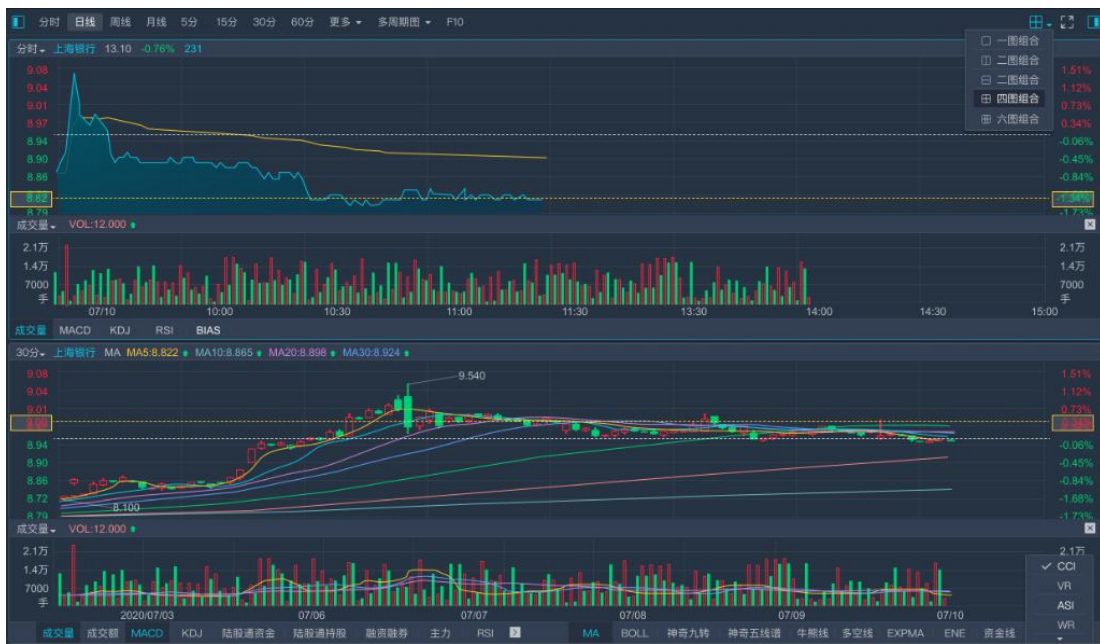 分时 日线 周线 月线 5分 15分 30分 60分 更多 多周期图 F10
一图组合
二图组合
二图组合
四图组合
六图组合
分时 上海银行 13.10 -0.76% 231
9.08
9.04 1.51%
9.01 1.12%
8.97 0.73%
8.94 0.34%
8.90 -0.06%
8.86 -0.45%
-0.84%
8.62 -1.34%
8.79 -1.73%
成交量 VOL:12.000
2.1万 2.1万
1.4万 1.4万
7000 7000
手 手
07/10 10:00 10:30 11:00 11:30 13:30 14:00 14:30 15:00
成交量 MACD KDJ RSI BIAS
30分 上海银行 MA MA5:8.822 MA10:8.865 MA20:8.898 MA30:8.924
9.08 9.540 1.51%
9.04 1.12%
9.01 0.73%
8.94 -0.06%
8.90 -0.45%
8.86 -0.84%
8.72 -1.68%
8.79 8.100 -1.73%
成交量 VOL:12.000
2.1万 2.1万
1.4万
7000
手
2020/07/03 07/06 07/07 07/08 07/09 07/10
CCI
VR
ASI
WR
成交量 成交额 MACD KDJ 陆股通资金 陆股通持股 融资融券 主力 RSI MA BOLL 神奇九转 神奇五线谱 牛熊线 多空线 EXPMA ENE 资金线